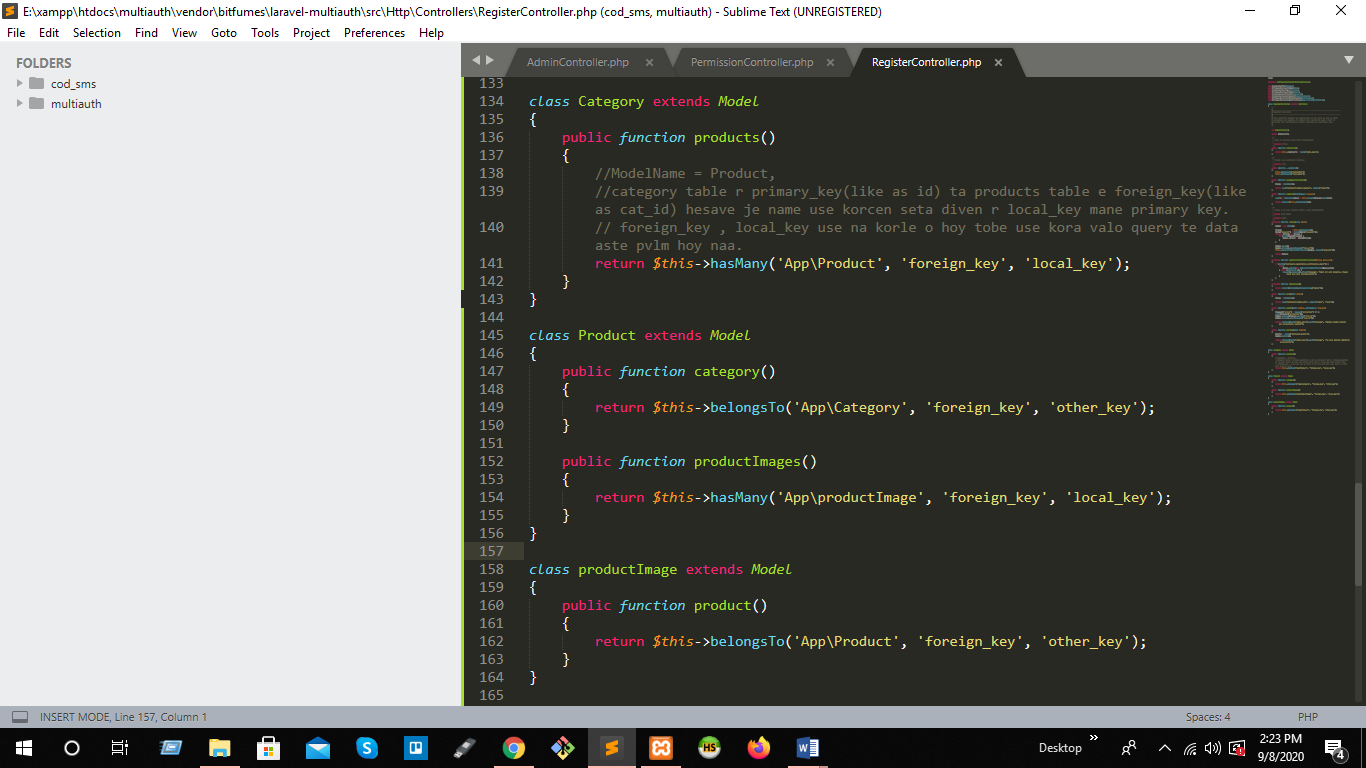 E:\xampp\htdocs\multiauth\vendor\bitfumes\laravel-multiauth\src\Http\Controllers\RegisterController.php (cod_sms, multiauth) - Sublime Text (UNREGISTERED)
File Edit Selection Find View Goto Tools Project Preferences Help
FOLDERS
cod_sms
multiauth
AdminController.php × PermissionController.php × RegisterController.php ×
133
134 class Category extends Model
135 {
136 public function products()
137 {
138 //ModelName = Product,
139 //category table r primary_key(like as id) ta products table e foreign_key(like
as cat_id) hesave je name use korcen seta diven r local_key mane primary key.
140 // foreign_key , local_key use na korle o hoy tobe use kora valo query te data
aste pvlm hoy naa.
141 return $this->hasMany('App\Product', 'foreign_key', 'local_key');
142 }
143 }
144
145 class Product extends Model
146 {
147 public function category()
148 {
149 return $this->belongsTo('App\Category', 'foreign_key', 'other_key');
150 }
151
152 public function productImages()
153 {
154 return $this->hasMany('App\productImage', 'foreign_key', 'local_key');
155 }
156 }
157
158 class productImage extends Model
159 {
160 public function product()
161 {
162 return $this->belongsTo('App\Product', 'foreign_key', 'other_key');
163 }
164 }
165
INSERT MODE, Line 157, Column 1 Spaces: 4 PHP
Desktop
2:23 PM
9/8/2020
4